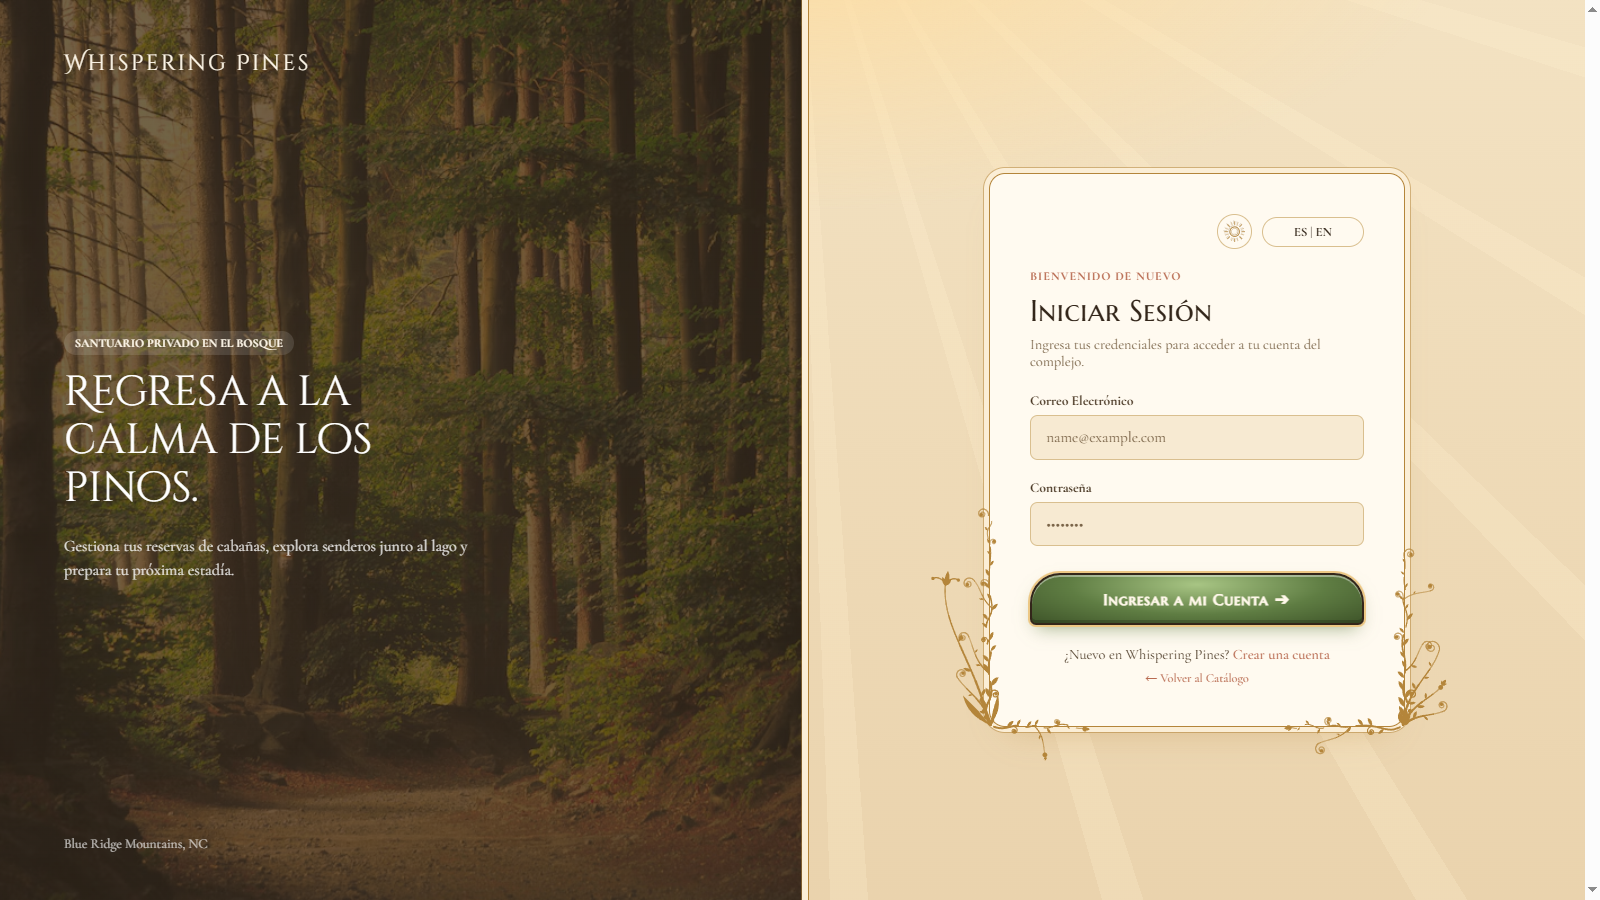 WHISPERING PINES
SANTUARIO PRIVADO EN EL BOSQUE
REGRESA A LA
CALMA DE LOS
PINOS.
Gestiona tus reservas de cabañas, explora senderos junto al lago y
prepara tu próxima estadía.
Blue Ridge Mountains, NC
ES | EN
BIENVENIDO DE NUEVO
Iniciar Sesión
Ingresa tus credenciales para acceder a tu cuenta del
complejo.
Correo Electrónico
name@example.com
Contraseña
••••••••
Ingresar a mi Cuenta ➔
¿Nuevo en Whispering Pines? Crear una cuenta
← Volver al Catálogo